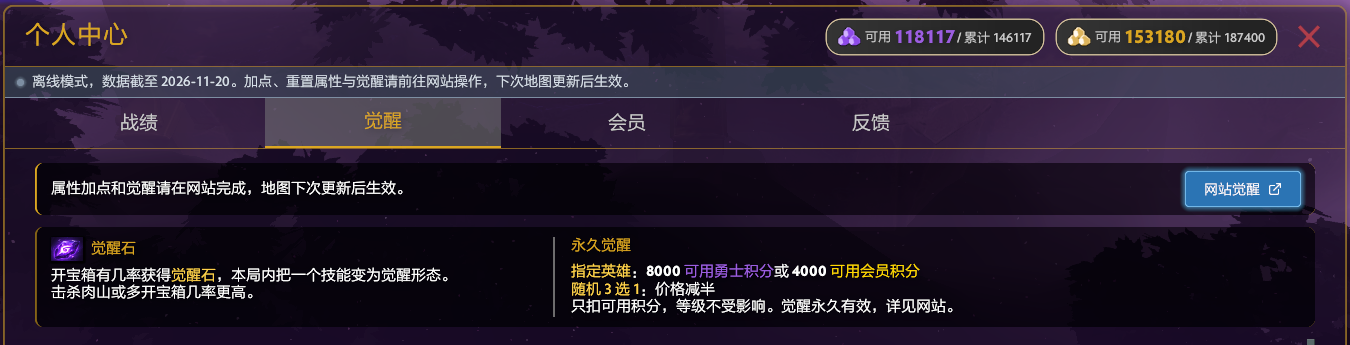 个人中心
可用 118117 / 累计 146117
可用 153180 / 累计 187400
离线模式，数据截至 2026-11-20。加点、重置属性与觉醒请前往网站操作，下次地图更新后生效。
战绩
觉醒
会员
反馈
属性加点和觉醒请在网站完成，地图下次更新后生效。
网站觉醒
觉醒石
开宝箱有几率获得觉醒石，本局内把一个技能变为觉醒形态。
击杀肉山或多开宝箱几率更高。
永久觉醒
指定英雄：8000 可用勇士积分或 4000 可用会员积分
随机 3 选 1：价格减半
只扣可用积分，等级不受影响。觉醒永久有效，详见网站。